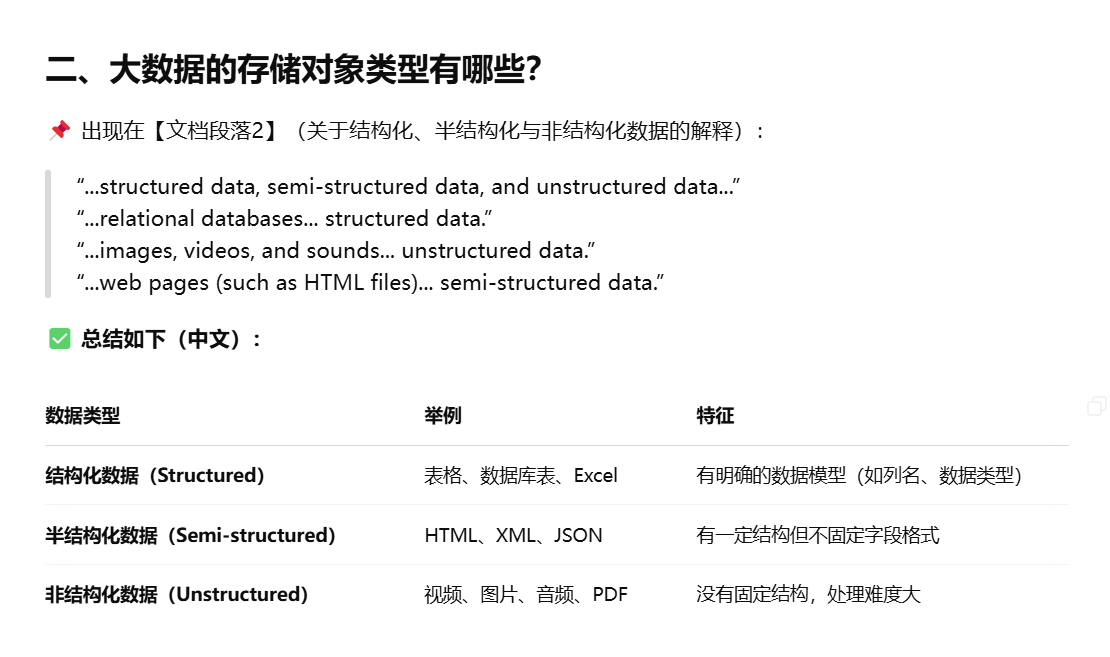 二、大数据的存储对象类型有哪些？
📌 出现在【文档段落2】（关于结构化、半结构化与非结构化数据的解释）：
“...structured data, semi-structured data, and unstructured data...”
“...relational databases... structured data.”
“...images, videos, and sounds... unstructured data.”
“...web pages (such as HTML files)... semi-structured data.”
✅ 总结如下（中文）：
数据类型 举例 特征
结构化数据（Structured） 表格、数据库表、Excel 有明确的数据模型（如列名、数据类型）
半结构化数据（Semi-structured） HTML、XML、JSON 有一定结构但不固定字段格式
非结构化数据（Unstructured） 视频、图片、音频、PDF 没有固定结构，处理难度大